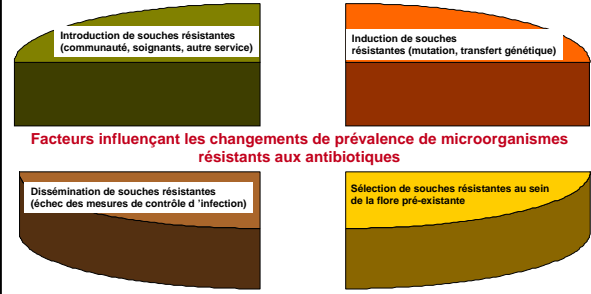 Introduction de souches résistantes
(communauté, soignants, autre service)
Induction de souches
résistantes (mutation, transfert génétique)
Facteurs influençant les changements de prévalence de microorganismes
résistants aux antibiotiques
Dissémination de souches résistantes
(échec des mesures de contrôle d ’infection)
Sélection de souches résistantes au sein
de la flore pré-existante